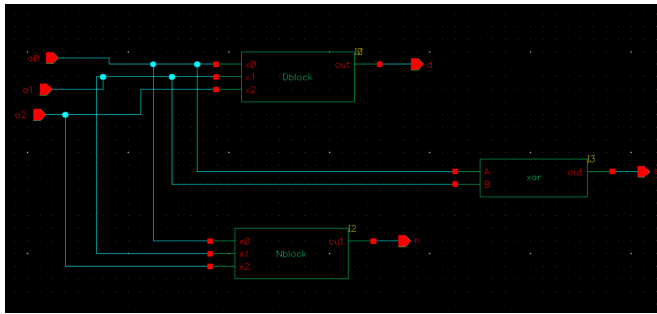 a0
I0
x0 out d
a1
x1 Dblock
x2
a2
I3
A out
xor
B
I2
x0 out n
x1
Nblock
x2